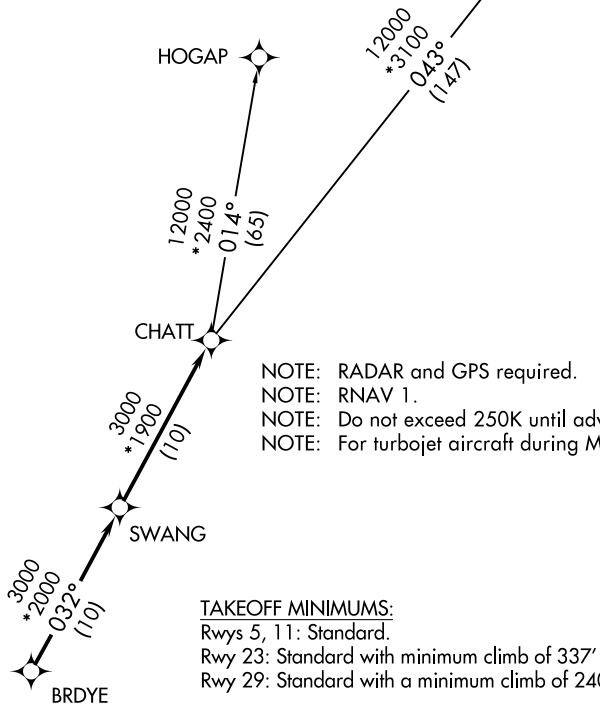 12000
*3100
043°
(147)
HOGAP
12000
*2400
014°
(65)
CHATT
NOTE: RADAR and GPS required.
NOTE: RNAV 1.
NOTE: Do not exceed 250K until adv
NOTE: For turbojet aircraft during M
3000
*1900
(10)
SWANG
3000
*2000
032°
(10)
BRDYE
TAKEOFF MINIMUMS:
Rwys 5, 11: Standard.
Rwy 23: Standard with minimum climb of 337'
Rwy 29: Standard with a minimum climb of 240